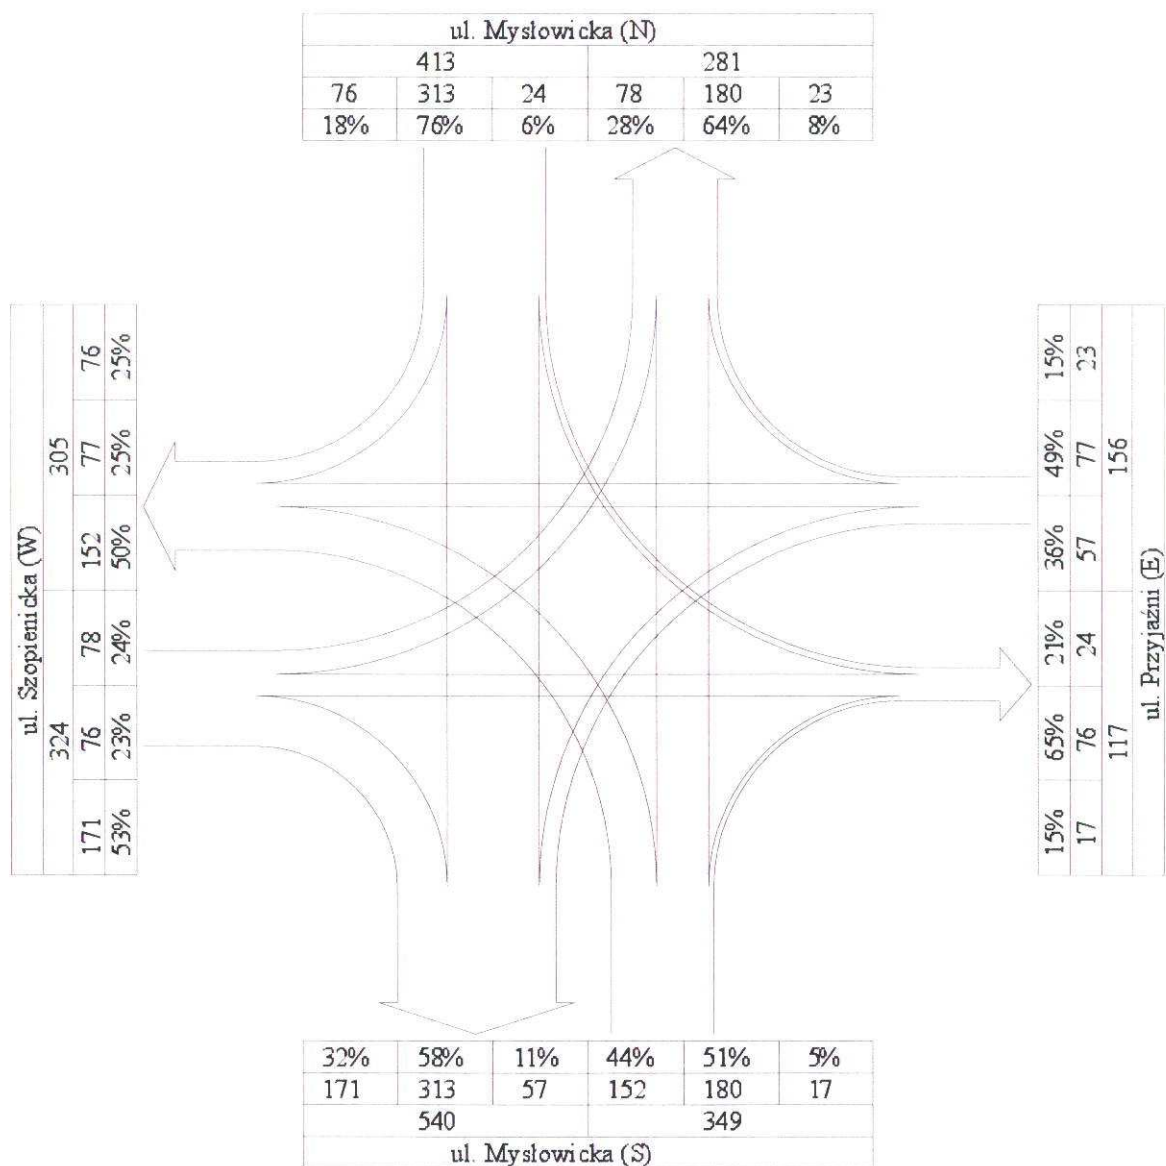 ul. Mysłowicka (N)
413 281
76 313 24 78 180 23
18% 76% 6% 28% 64% 8%
ul. Szopienicka (W)
324 305
171 76 78 152 77 76
53% 23% 24% 50% 25% 25%
15% 65% 21% 36% 49% 15%
17 76 24 57 77 23
117 156
ul. Przyjaźni (E)
32% 58% 11% 44% 51% 5%
171 313 57 152 180 17
540 349
ul. Mysłowicka (S)